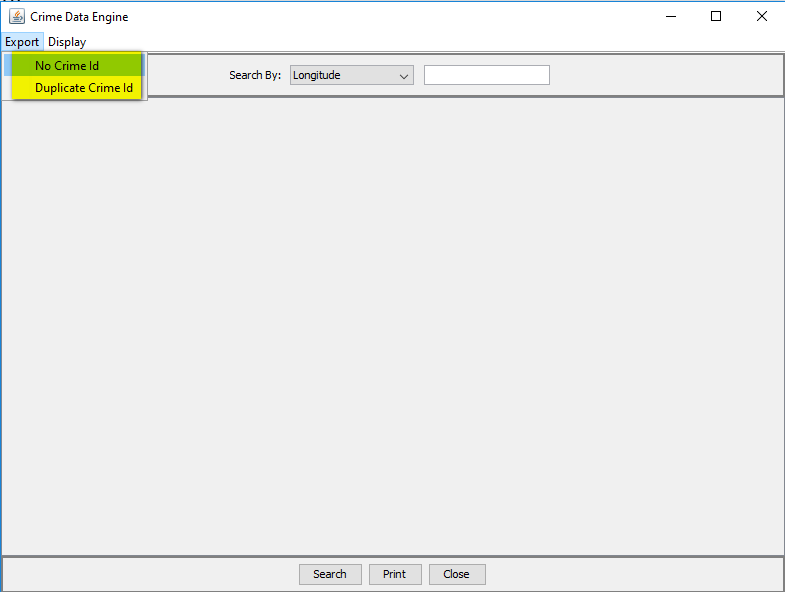 Crime Data Engine
Export Display
No Crime Id
Duplicate Crime Id
Search By: Longitude
Search Print Close